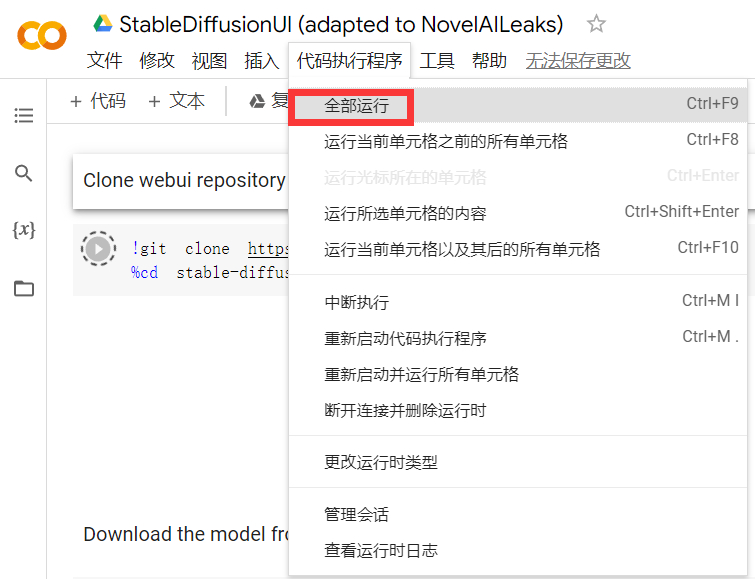 StableDiffusionUI (adapted to NovelAILeaks)
文件 修改 视图 插入 代码执行程序 工具 帮助 无法保存更改
+ 代码 + 文本
全部运行 Ctrl+F9
运行当前单元格之前的所有单元格 Ctrl+F8
运行光标所在的单元格 Ctrl+Enter
Clone webui repository
{x}
运行所选单元格的内容 Ctrl+Shift+Enter
!git clone https
运行当前单元格以及其后的所有单元格 Ctrl+F10
%cd stable-diffus
中断执行 Ctrl+M I
重新启动代码执行程序 Ctrl+M .
重新启动并运行所有单元格
断开连接并删除运行时
更改运行时类型
管理会话
Download the model fro
查看运行时日志